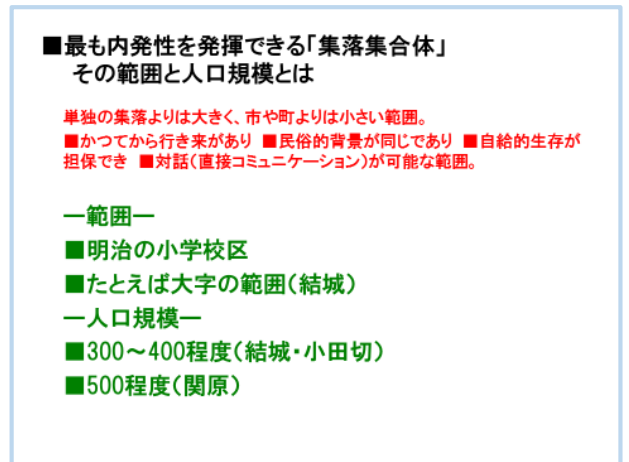 ■最も内発性を発揮できる「集落集合体」
その範囲と人口規模とは
単独の集落よりは大きく、市や町よりは小さい範囲。
■かつてから行き来があり ■民俗的背景が同じであり ■自給的生存が
担保でき ■対話(直接コミュニケーション)が可能な範囲。
―範囲―
■明治の小学校区
■たとえば大字の範囲(結城)
―人口規模―
■300～400程度(結城・小田切)
■500程度(関原)